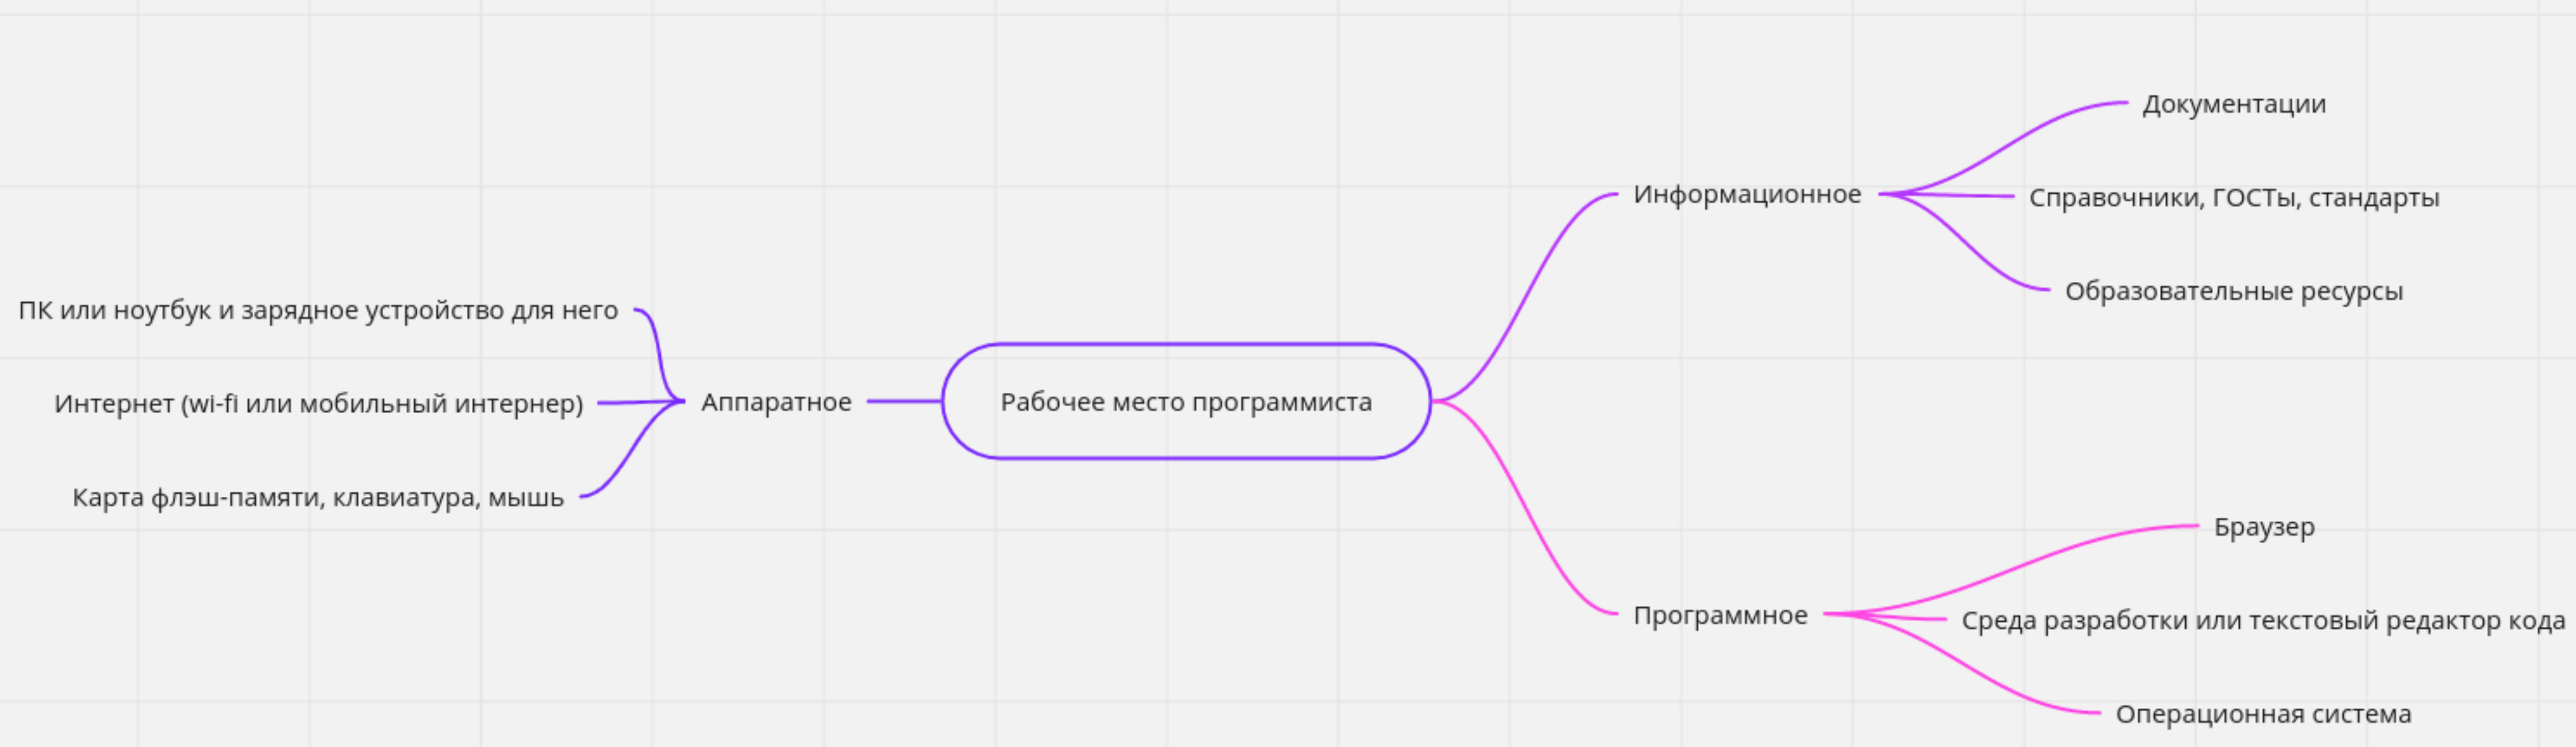 Документации
Информационное
Справочники, ГОСТы, стандарты
Образовательные ресурсы
ПК или ноутбук и зарядное устройство для него
Интернет (wi-fi или мобильный интернер)
Аппаратное
Рабочее место программиста
Карта флэш-памяти, клавиатура, мышь
Браузер
Программное
Среда разработки или текстовый редактор кода
Операционная система